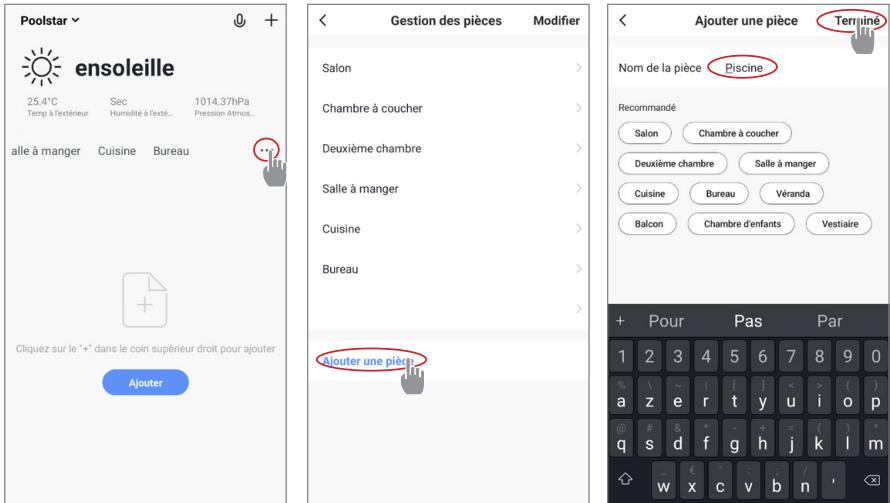 Poolstar
ensoleille
25.4°C Sec 1014.37hPa
Temp à l'extérieur Humidité à l'exté... Pression Atmos...
alle à manger Cuisine Bureau ...
Cliquez sur le "+" dans le coin supérieur droit pour ajouter
Ajouter
Gestion des pièces Modifier
Salon
Chambre à coucher
Deuxième chambre
Salle à manger
Cuisine
Bureau
Ajouter une pièce
Ajouter une pièce Terminé
Nom de la pièce Piscine
Recommandé
Salon Chambre à coucher
Deuxième chambre Salle à manger
Cuisine Bureau Véranda
Balcon Chambre d'enfants Vestiaire
+ Pour Pas Par
1 2 3 4 5 6 7 8 9 0
% \ ~ | [ ] < > { }
a z e r t y u i o p
@ # & * - + = ( ) ^
q s d f g h j k l m
_ € " : ; /
w x c v b n '